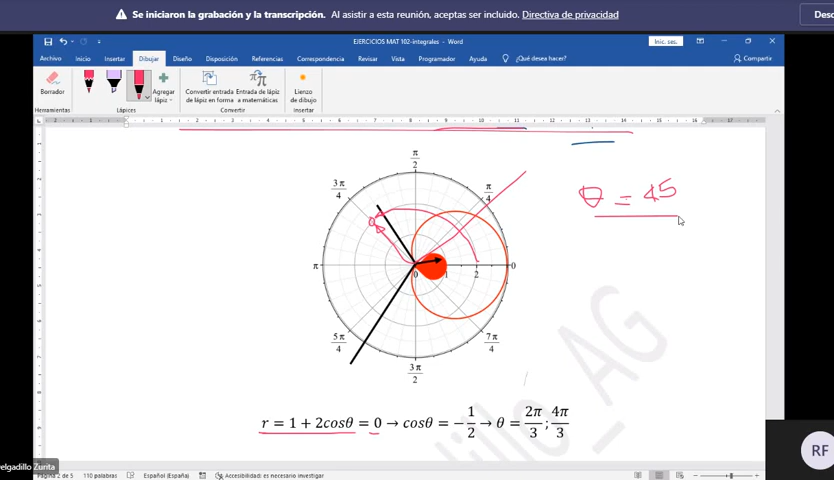 Se iniciaron la grabación y la transcripción. Al asistir a esta reunión, aceptas ser incluido. Directiva de privacidad
EJERCICIOS MAT 102-integrales - Word
Inic. ses.
Archivo Inicio Insertar Dibujar Diseño Disposición Referencias Correspondencia Revisar Vista Programador Ayuda ¿Qué desea hacer? Compartir
Borrador
Agregar lápiz
Convertir entrada de lápiz en forma
Entrada de lápiz a matemáticas
Lienzo de dibujo
Herramientas Lápices Convertir Insertar
π/2
3π/4 π/4
θ = 45
π 0 1 2 0
5π/4 7π/4
3π/2
r = 1 + 2cosθ = 0 → cosθ = −1/2 → θ = 2π/3 ; 4π/3
AG
RF
elgadillo Zurita
Página 2 de 5 110 palabras Español (España) Accesibilidad: es necesario investigar